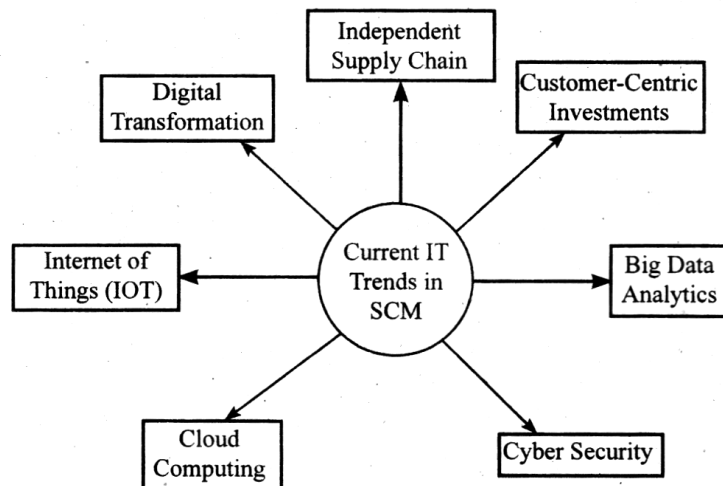 Independent
Supply Chain
Customer-Centric
Investments
Digital
Transformation
Current IT
Trends in
SCM
Internet of
Things (IOT)
Big Data
Analytics
Cloud
Computing
Cyber Security